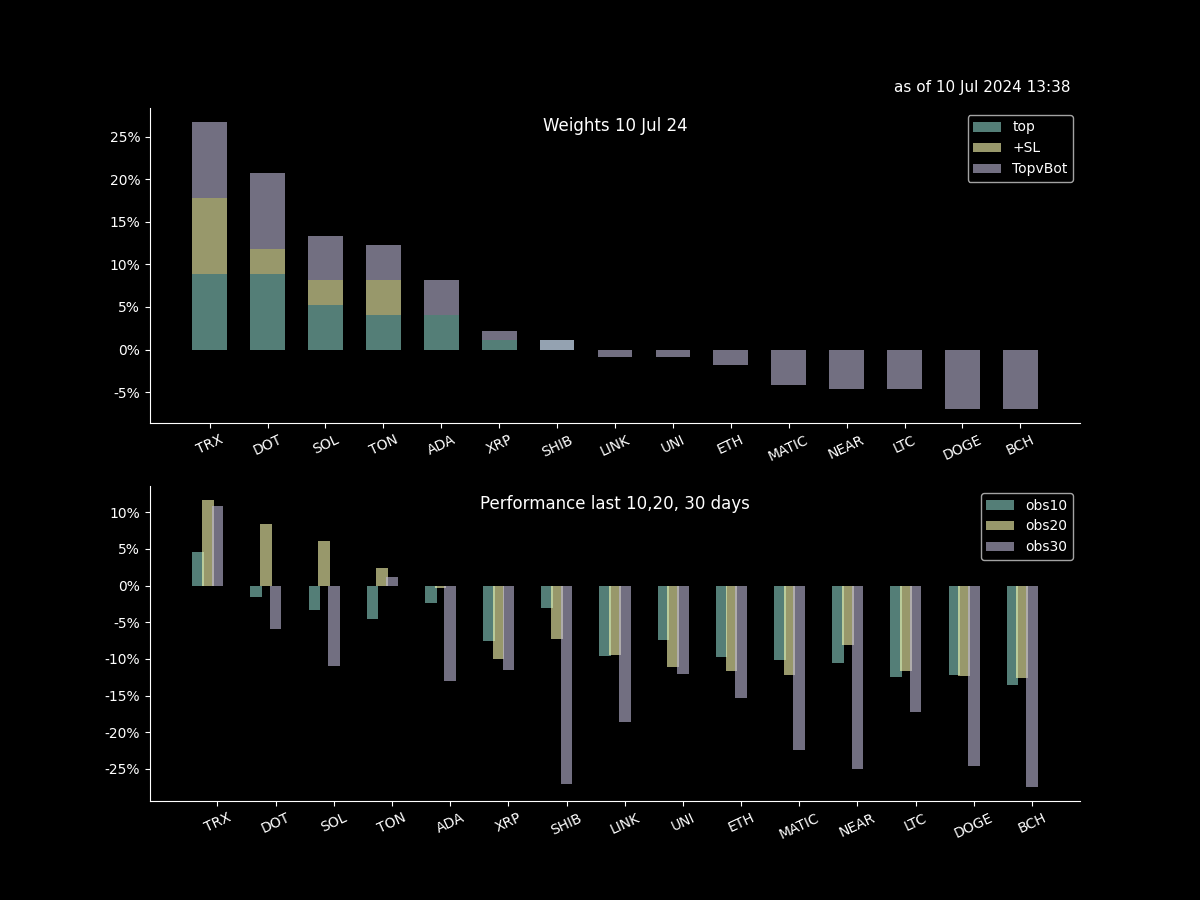 as of 10 Jul 2024 13:38
Weights 10 Jul 24
top
+SL
TopvBot
25%
20%
15%
10%
5%
0%
-5%
TRX DOT SOL TON ADA XRP SHIB LINK UNI ETH MATIC NEAR LTC DOGE BCH
Performance last 10,20, 30 days
obs10
obs20
obs30
10%
5%
0%
-5%
-10%
-15%
-20%
-25%
TRX DOT SOL TON ADA XRP SHIB LINK UNI ETH MATIC NEAR LTC DOGE BCH